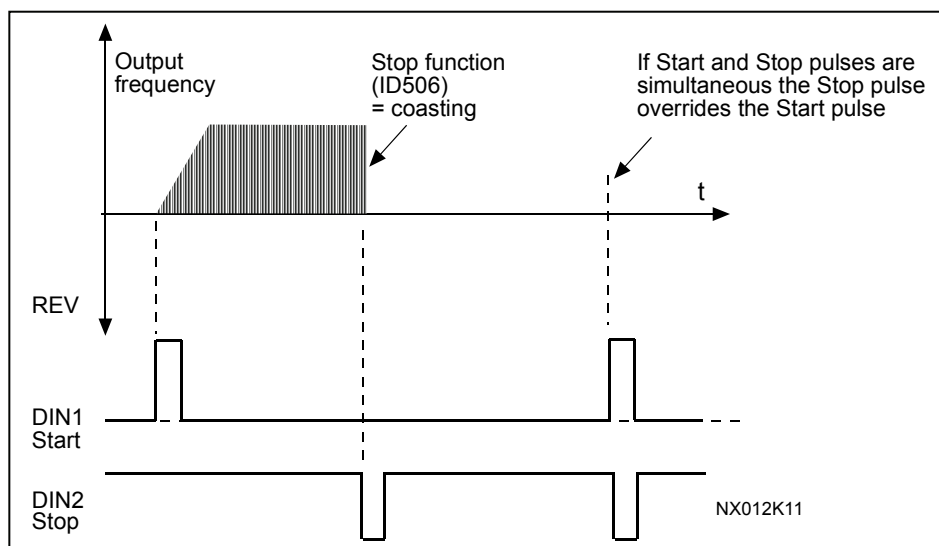 Output
frequency
Stop function
(ID506)
= coasting
If Start and Stop pulses are
simultaneous the Stop pulse
overrides the Start pulse
t
REV
DIN1
Start
DIN2
Stop
NX012K11